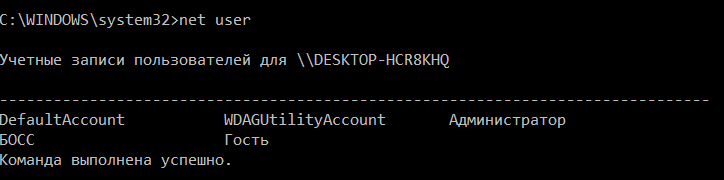 C:\WINDOWS\system32>net user
Учетные записи пользователей для \\DESKTOP-HCR8KHQ
-------------------------------------------------------------------------------
DefaultAccount WDAGUtilityAccount Администратор
БОСС Гость
Команда выполнена успешно.